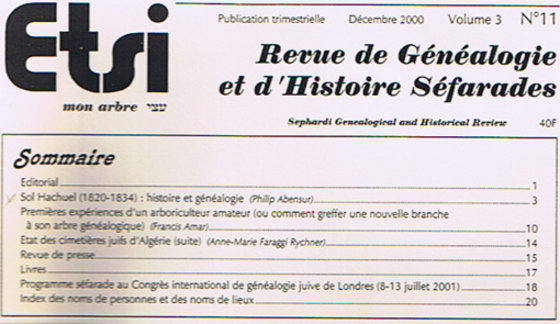 Etsi
mon arbre עצי
Publication trimestrielle Décembre 2000 Volume 3 N°11
Revue de Généalogie
et d'Histoire Séfarades
Sephardi Genealogical and Historical Review 40F
Sommaire
Editorial 1
Sol Hachuel (1820-1834) : histoire et généalogie (Philip Abensur) 3
Premières expériences d'un arboriculteur amateur (ou comment greffer une nouvelle branche
à son arbre généalogique) (Francis Amar) 10
Etat des cimetières juifs d'Algérie (suite) (Anne-Marie Faraggi Rychner) 14
Revue de presse 15
Livres 17
Programme séfarade au Congrès international de généalogie juive de Londres (8-13 juillet 2001) 18
Index des noms de personnes et des noms de lieux 20